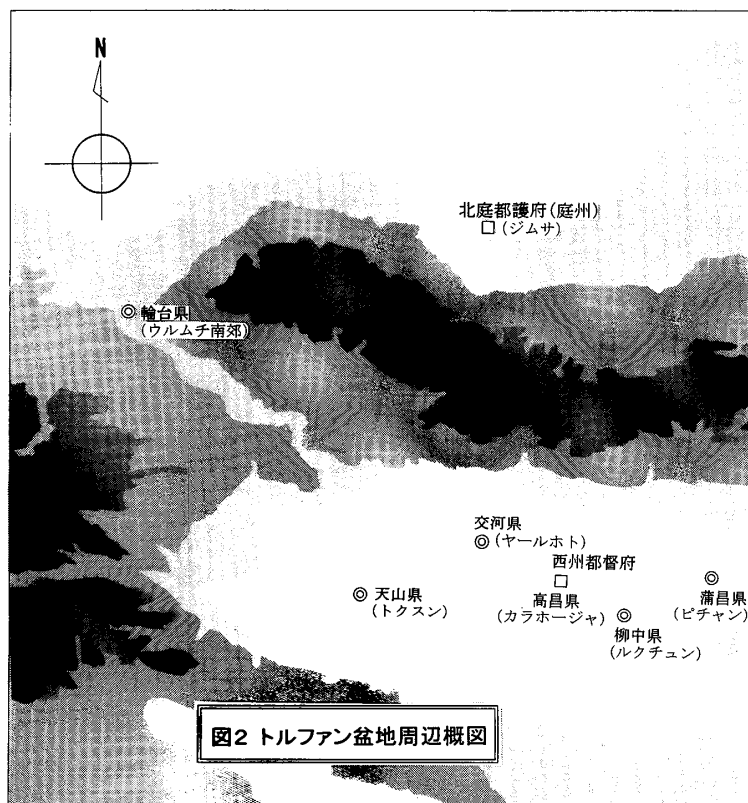 N
北庭都護府(庭州)
(ジムサ)
輪台県
(ウルムチ南郊)
交河県
(ヤールホト)
西州都督府
天山県
(トクスン)
高昌県
(カラホージャ)
蒲昌県
(ピチャン)
柳中県
(ルクチュン)
図2 トルファン盆地周辺概図